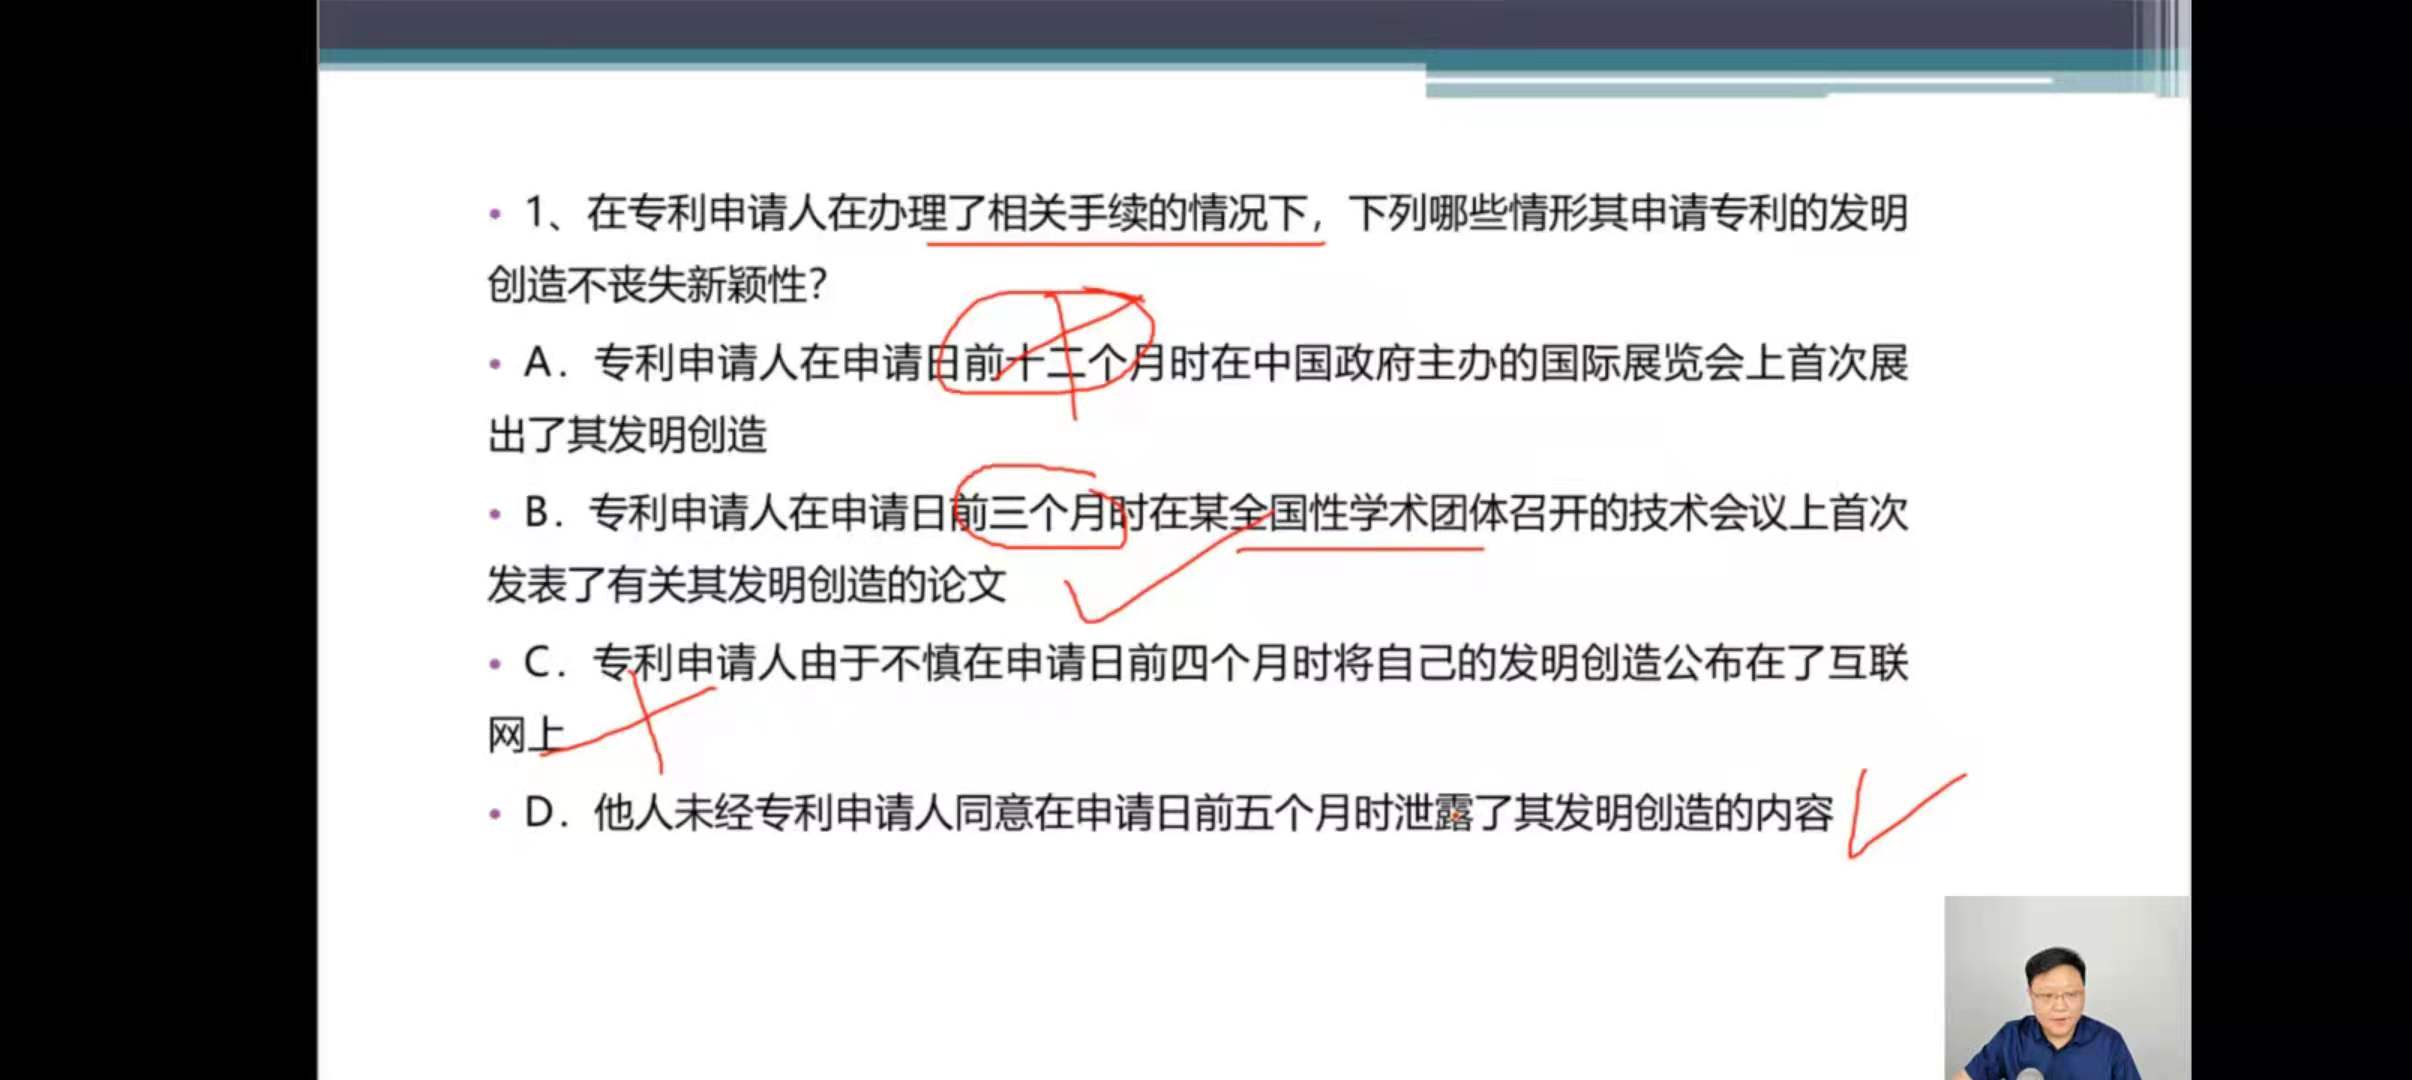 • 1、在专利申请人在办理了相关手续的情况下，下列哪些情形其申请专利的发明
创造不丧失新颖性？
• A．专利申请人在申请日前十二个月时在中国政府主办的国际展览会上首次展
出了其发明创造
• B．专利申请人在申请日前三个月时在某全国性学术团体召开的技术会议上首次
发表了有关其发明创造的论文
• C．专利申请人由于不慎在申请日前四个月时将自己的发明创造公布在了互联
网上
• D．他人未经专利申请人同意在申请日前五个月时泄露了其发明创造的内容